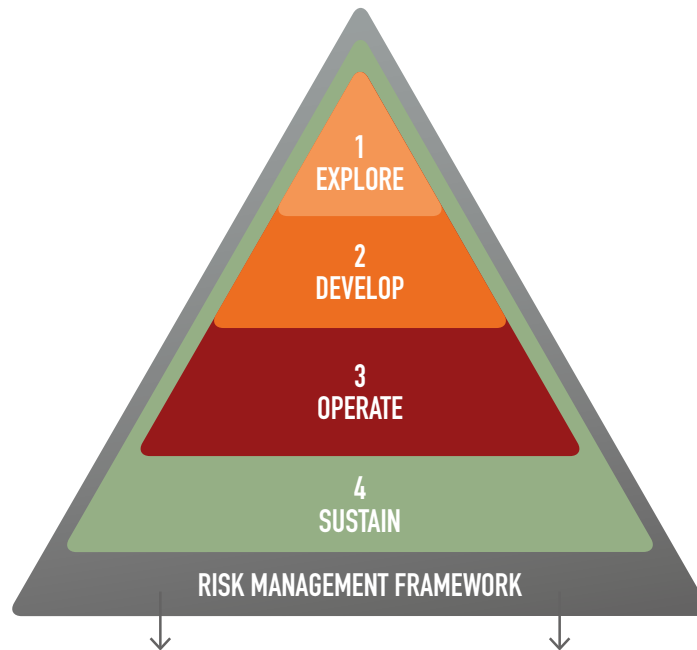 1
EXPLORE
2
DEVELOP
3
OPERATE
4
SUSTAIN
RISK MANAGEMENT FRAMEWORK